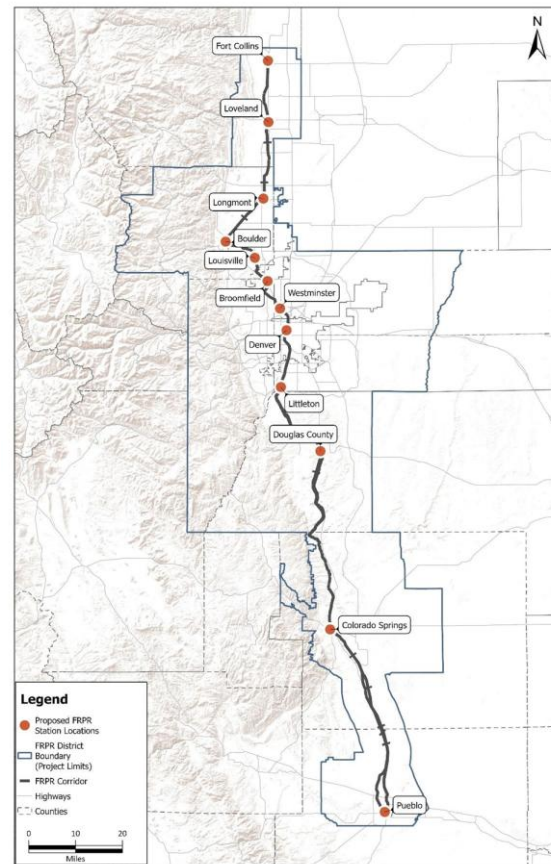 N
Fort Collins
Loveland
Longmont
Boulder
Louisville
Broomfield
Westminster
Denver
Littleton
Douglas County
Colorado Springs
Pueblo
Legend
Proposed FRPR
Station Locations
FRPR District
Boundary
(Project Limits)
FRPR Corridor
Highways
Counties
0 10 20
Miles